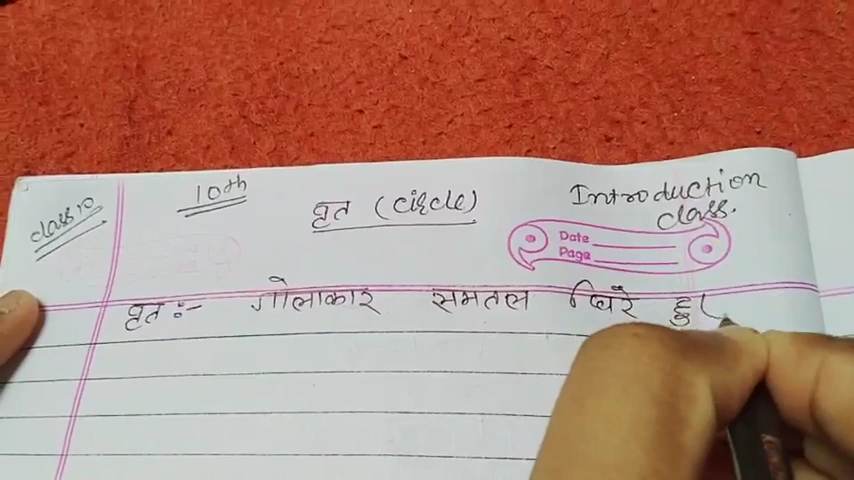 class 10
10th
वृत (Circle)
Introduction
class.
Date
Page
वृत :- गोलाकार समतल घिरे हु